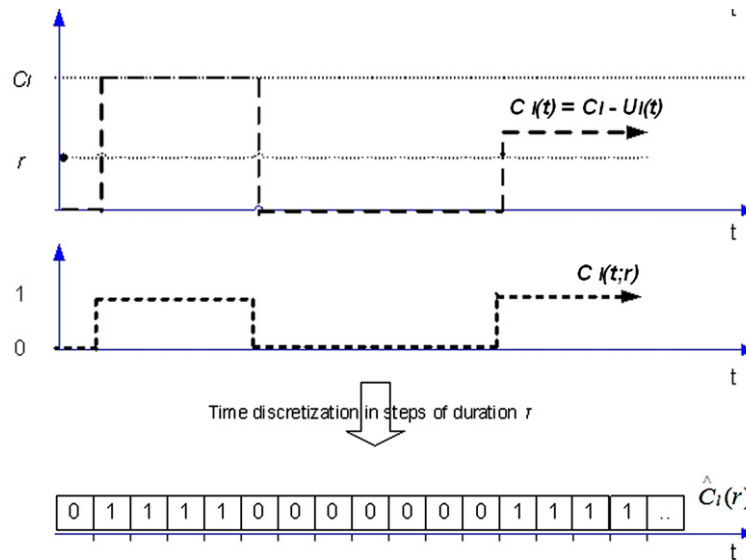 t
Cl
C l(t) = Cl - Ul(t)
r
t
1
C l(t;r)
0
t
Time discretization in steps of duration τ
0 1 1 1 1 0 0 0 0 0 0 0 1 1 1 1 ..
Ĉl(r)
t